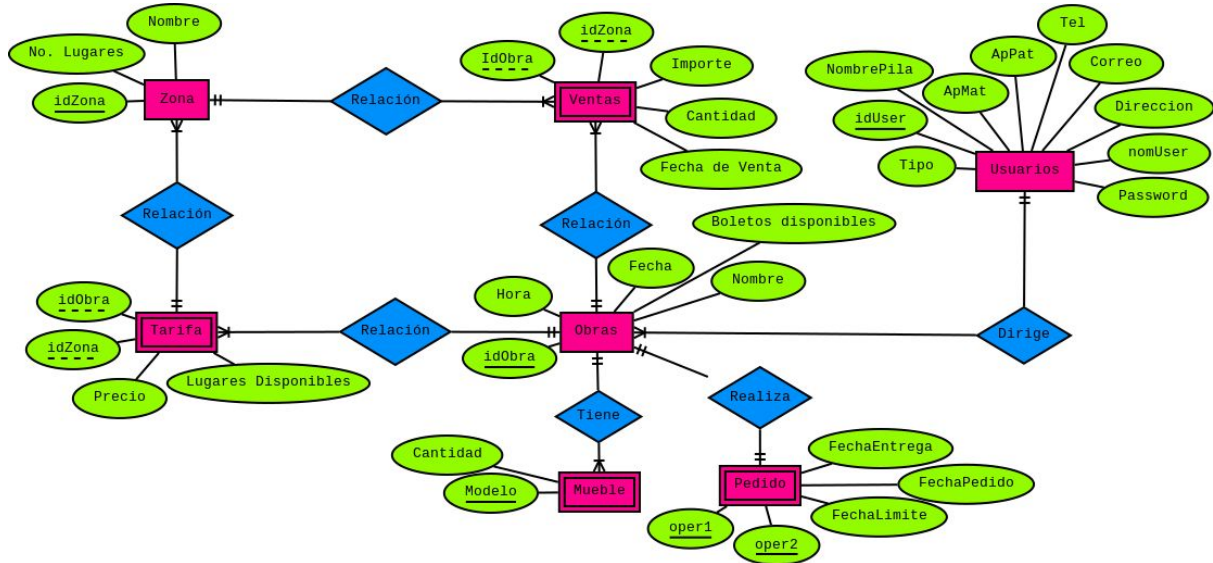 Nombre
No. Lugares
idZona
Zona
Relación
IdObra
idZona
Importe
Ventas
Cantidad
Fecha de Venta
Tel
ApPat
NombrePila
Correo
ApMat
idUser
Direccion
Tipo
Usuarios
nomUser
Password
Relación
Relación
Boletos disponibles
Fecha
Nombre
Hora
idObra
Tarifa
Relación
Obras
Dirige
idZona
idObra
Precio
Lugares Disponibles
Tiene
Realiza
Cantidad
Modelo
Mueble
FechaEntrega
Pedido
FechaPedido
FechaLimite
oper1
oper2